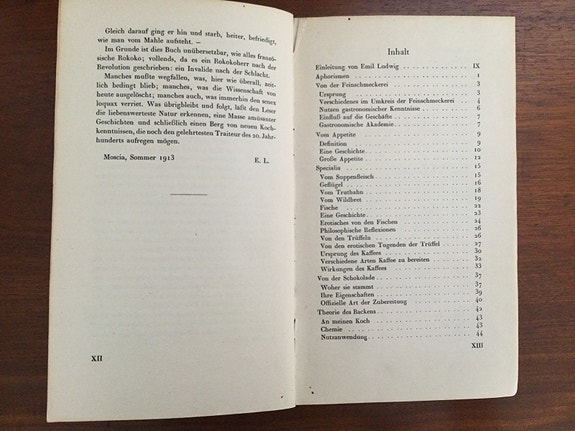 Gleich darauf ging er hin und starb, heiter, befriedigt,
wie man vom Mahle aufsteht. —
Im Grunde ist dies Buch unübersetzbar, wie alles franzö-
sische Rokoko; vollends, da es ein Rokokoherr nach der
Revolution geschrieben: ein Invalide nach der Schlacht.
Manches mußte wegfallen, was, hier wie überall, zeit-
lich bedingt blieb; manches, was die Wissenschaft von
heute ausgelöscht; manches auch, was immerhin den senex
loquax verriet. Was übrigbleibt und folgt, läßt den Leser
die liebenswerteste Natur erkennen, eine Masse amüsanter
Geschichten und schließlich einen Berg von neuen Koch-
kenntnissen, die noch den gelehrtesten Traiteur des 20. Jahr-
hunderts aufregen mögen.
Moscia, Sommer 1913 E. L.
XII
Inhalt
Einleitung von Emil Ludwig IX
Aphorismen 1
Von der Feinschmeckerei 3
Ursprung 3
Verschiedenes im Umkreis der Feinschmeckerei 4
Nutzen gastronomischer Kenntnisse 6
Einfluß auf die Geschäfte 7
Gastronomische Akademie 7
Vom Appetite 9
Definition 9
Eine Geschichte 10
Große Appetite 12
Specialia 15
Vom Suppenfleisch 15
Geflügel 16
Vom Truthahn 18
Vom Wildbret 19
Fische 22
Eine Geschichte 23
Erotisches von den Fischen 24
Philosophische Reflexionen 26
Von den Trüffeln 26
Von den erotischen Tugenden der Trüffel 27
Ursprung des Kaffees 30
Verschiedene Arten Kaffee zu bereiten 32
Wirkungen des Kaffees 33
Von der Schokolade 37
Woher sie stammt 37
Ihre Eigenschaften 39
Offizielle Art der Zubereitung 40
Theorie des Backens 42
An meinen Koch 43
Chemie 43
Nutzanwendung 44
XIII